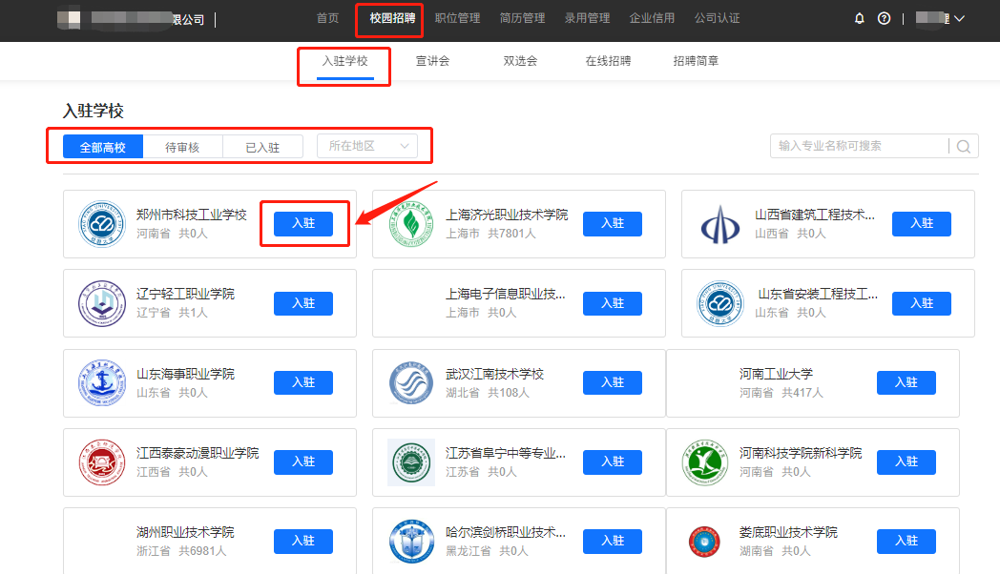 限公司 首页 校园招聘 职位管理 简历管理 录用管理 企业信用 公司认证
入驻学校 宣讲会 双选会 在线招聘 招聘简章
入驻学校
全部高校 待审核 已入驻 所在地区 输入专业名称可搜索
郑州市科技工业学校 入驻 上海济光职业技术学院 入驻 山西省建筑工程技术... 入驻
河南省 共0人 上海市 共7801人 山西省 共0人
辽宁轻工职业学院 入驻 上海电子信息职业技... 入驻 山东省安装工程技工... 入驻
辽宁省 共1人 上海市 共0人 山东省 共0人
山东海事职业学院 入驻 武汉江南技术学校 入驻 河南工业大学 入驻
山东省 共0人 湖北省 共108人 河南省 共417人
江西泰豪动漫职业学院 入驻 江苏省阜宁中等专业... 入驻 河南科技学院新科学院 入驻
江西省 共0人 江苏省 共0人 河南省 共0人
湖州职业技术学院 入驻 哈尔滨剑桥职业技术... 入驻 娄底职业技术学院 入驻
浙江省 共6981人 黑龙江省 共0人 湖南省 共0人